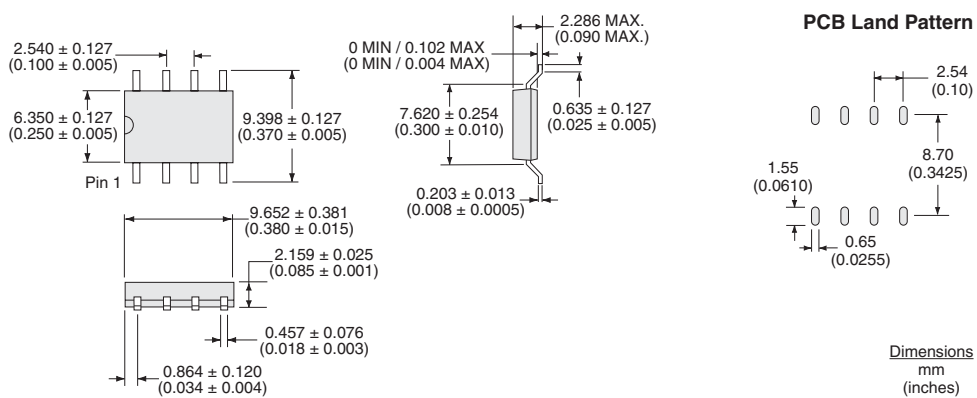 2.540 ± 0.127
(0.100 ± 0.005)
6.350 ± 0.127
(0.250 ± 0.005)
9.398 ± 0.127
(0.370 ± 0.005)
Pin 1
9.652 ± 0.381
(0.380 ± 0.015)
2.159 ± 0.025
(0.085 ± 0.001)
0.457 ± 0.076
(0.018 ± 0.003)
0.864 ± 0.120
(0.034 ± 0.004)
2.286 MAX.
(0.090 MAX.)
0 MIN / 0.102 MAX
(0 MIN / 0.004 MAX)
7.620 ± 0.254
(0.300 ± 0.010)
0.635 ± 0.127
(0.025 ± 0.005)
0.203 ± 0.013
(0.008 ± 0.0005)
PCB Land Pattern
2.54
(0.10)
8.70
(0.3425)
1.55
(0.0610)
0.65
(0.0255)
Dimensions
mm
(inches)